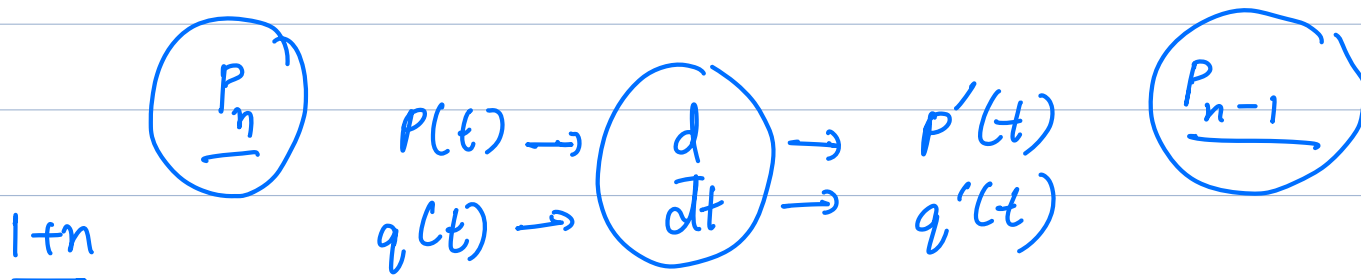 P_n P(t) → d/dt → p'(t) P_{n-1}
q(t) → → q'(t)
1+n